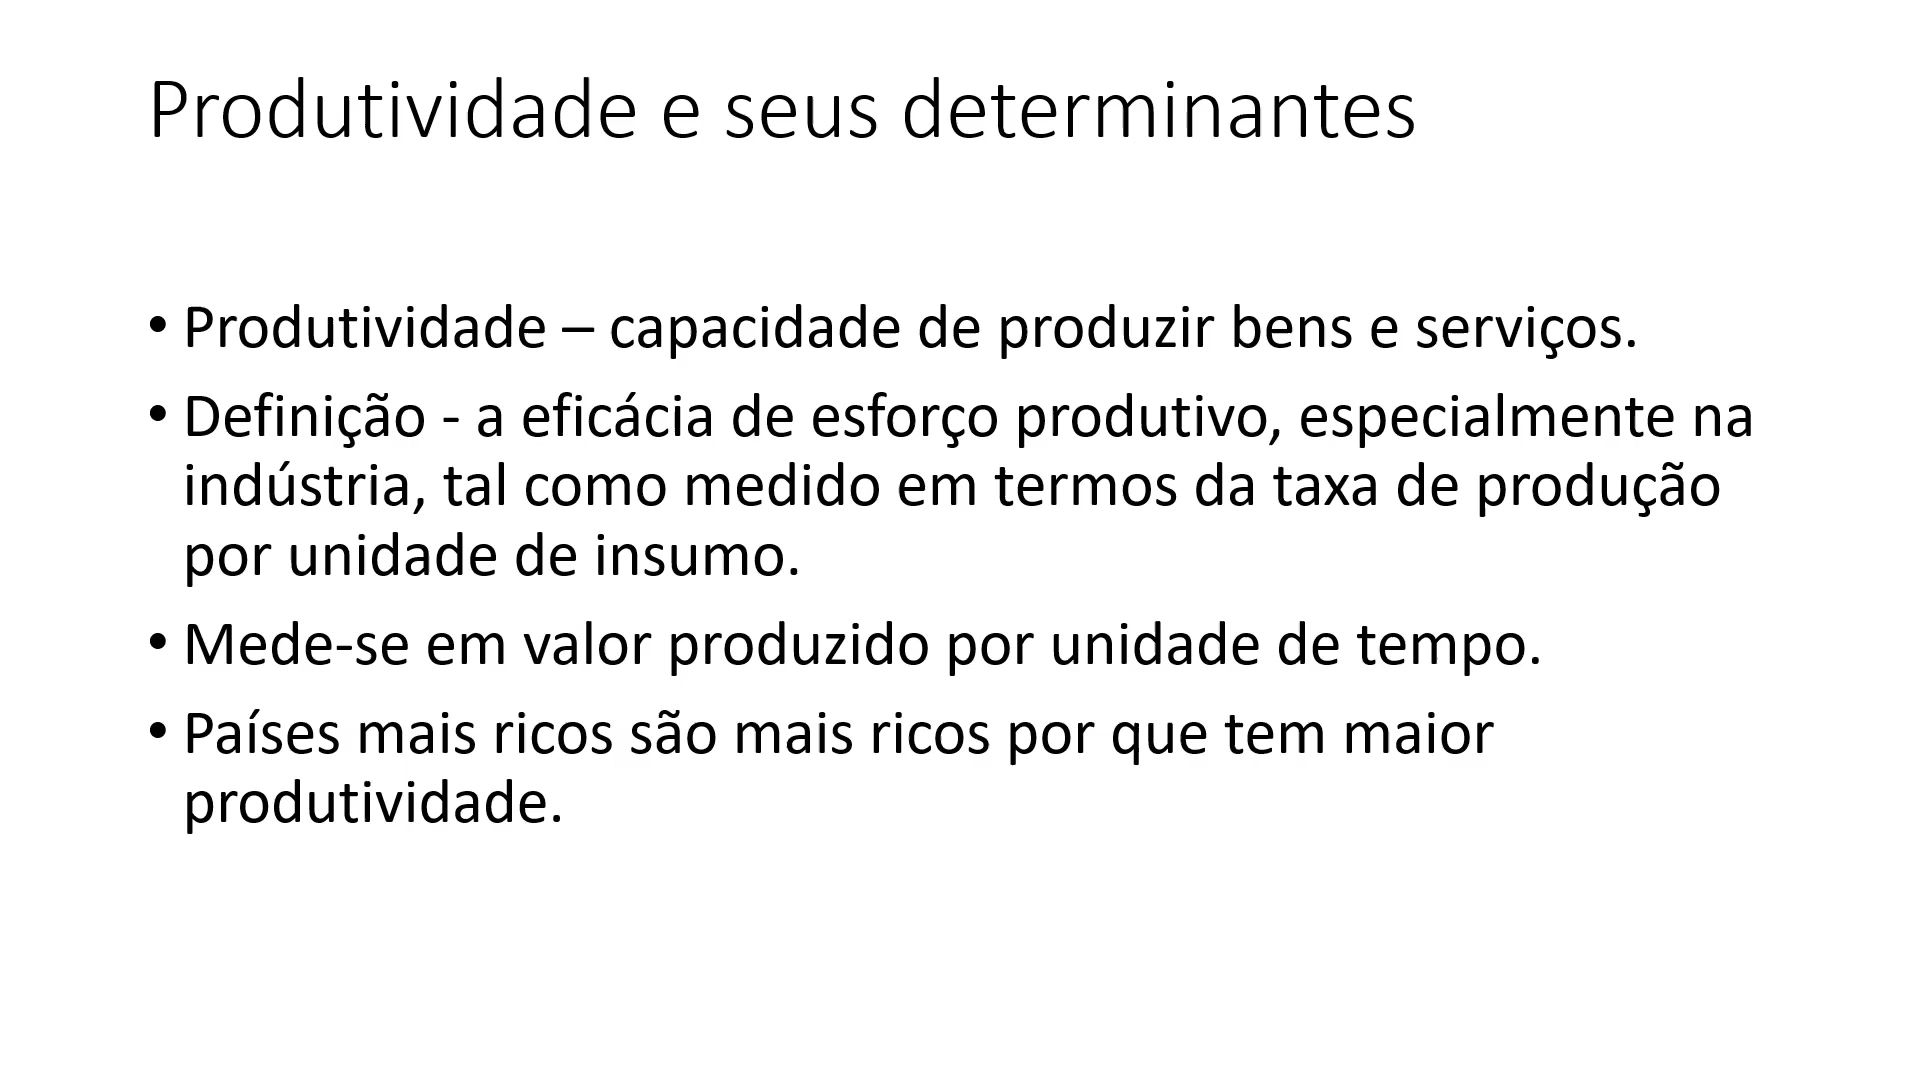 Produtividade e seus determinantes
• Produtividade – capacidade de produzir bens e serviços.
• Definição - a eficácia de esforço produtivo, especialmente na
indústria, tal como medido em termos da taxa de produção
por unidade de insumo.
• Mede-se em valor produzido por unidade de tempo.
• Países mais ricos são mais ricos por que tem maior
produtividade.